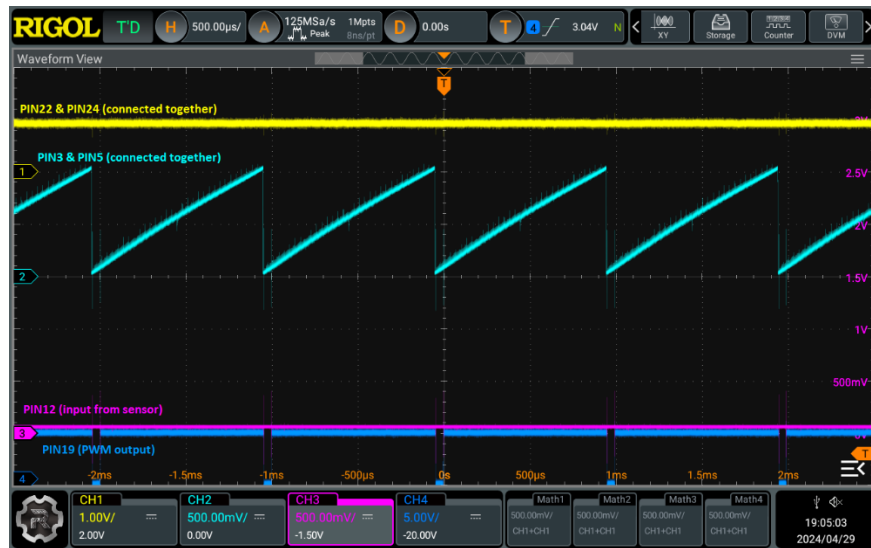 RIGOL T'D H 500.00µs/ A 125MSa/s 1Mpts D 0.00s T 4 3.04V N
Peak 8ns/pt
XY Storage Counter DVM
Waveform View
T
PIN22 & PIN24 (connected together)
PIN3 & PIN5 (connected together)
1
2.5V
2V
2
1.5V
1V
500mV
PIN12 (input from sensor)
3
PIN19 (PWM output)
T
4
-2ms -1.5ms -1ms -500µs 0s 500µs 1ms 1.5ms 2ms
CH1 CH2 CH3 CH4 Math1 Math2 Math3 Math4
1.00V/ 500.00mV/ 500.00mV/ 5.00V/ 500.00mV/ 500.00mV/ 500.00mV/ 500.00mV/
2.00V 0.00V -1.50V -20.00V CH1+CH1 CH1+CH1 CH1+CH1 CH1+CH1
19:05:03
2024/04/29